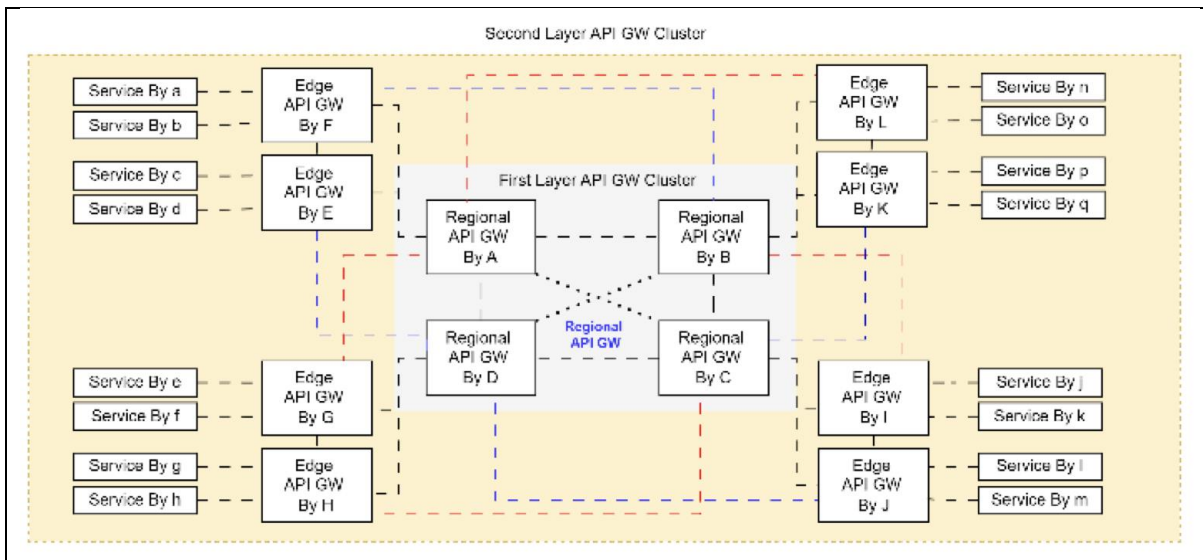 Second Layer API GW Cluster
Service By a
Service By b
Edge
API GW
By F
Service By c
Service By d
Edge
API GW
By E
Edge
API GW
By L
Service By n
Service By o
Edge
API GW
By K
Service By p
Service By q
First Layer API GW Cluster
Regional
API GW
By A
Regional
API GW
By B
Regional
API GW
Regional
API GW
By D
Regional
API GW
By C
Service By e
Service By f
Edge
API GW
By G
Service By g
Service By h
Edge
API GW
By H
Edge
API GW
By I
Service By j
Service By k
Edge
API GW
By J
Service By l
Service By m